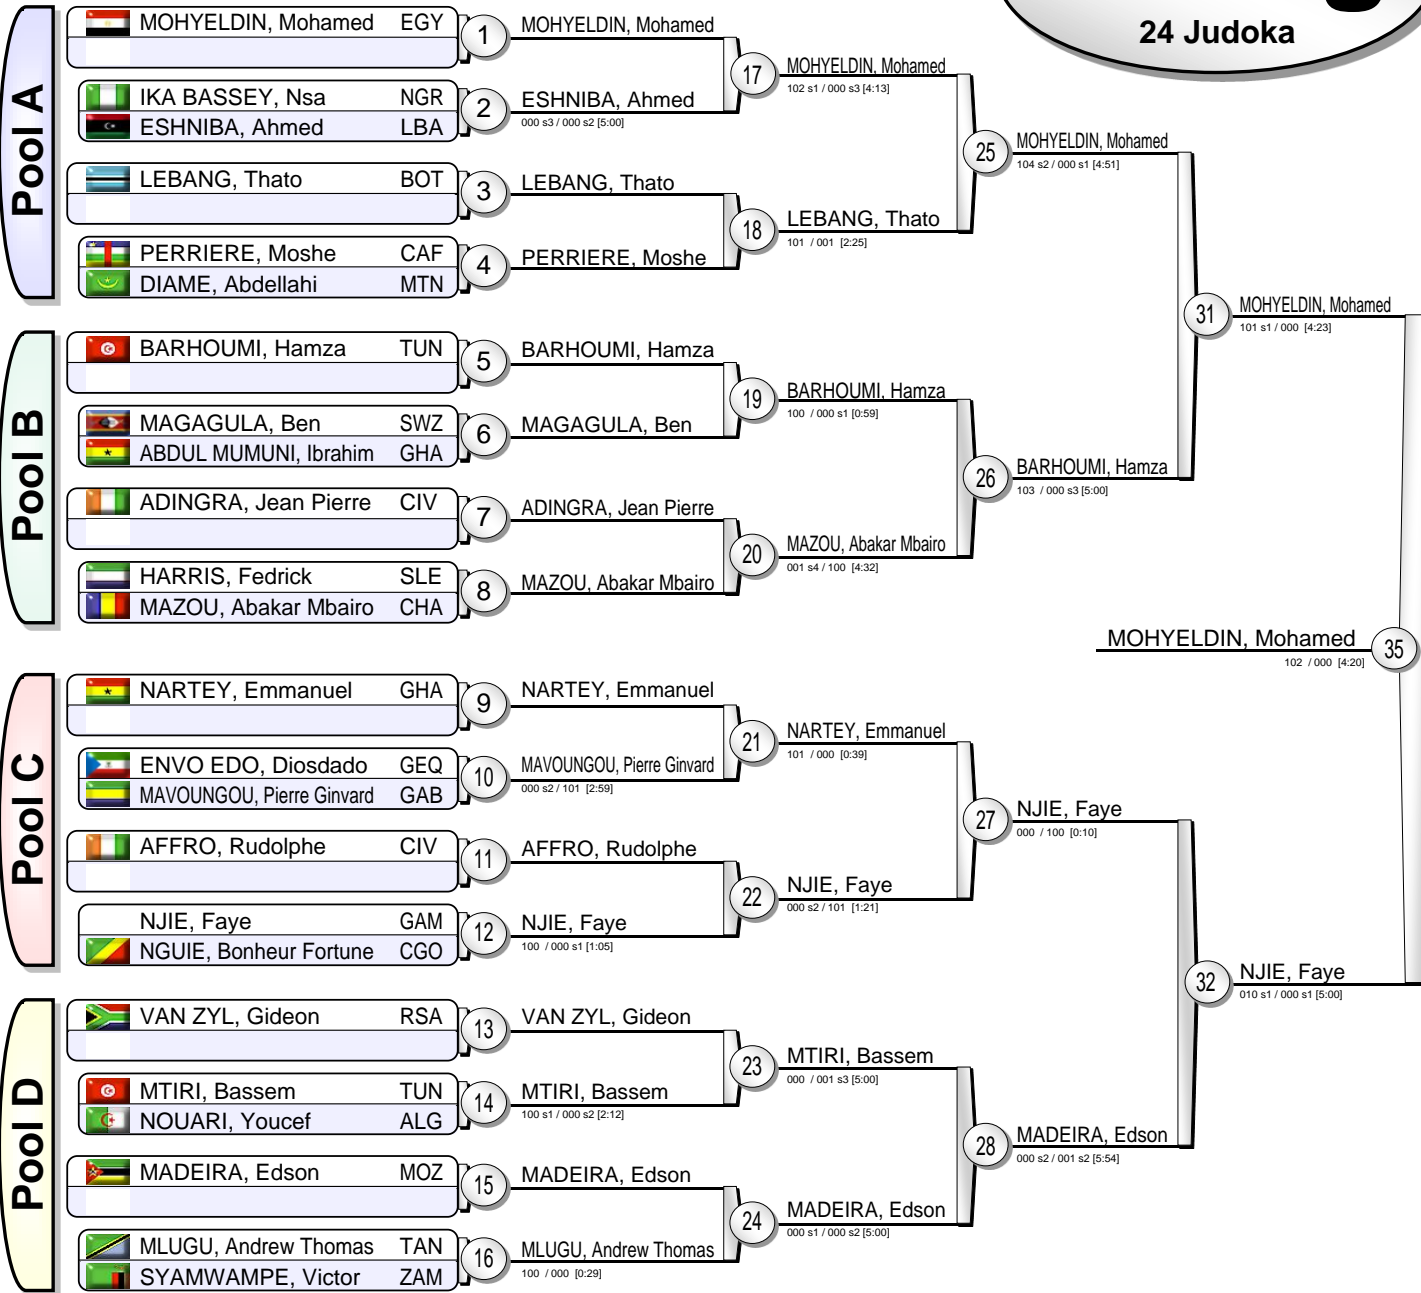 24 Judoka
Pool A
MOHYELDIN, Mohamed EGY
1
MOHYELDIN, Mohamed
IKA BASSEY, Nsa NGR
ESHNIBA, Ahmed LBA
2
ESHNIBA, Ahmed
000 s3 / 000 s2 [5:00]
17
MOHYELDIN, Mohamed
102 s1 / 000 s3 [4:13]
LEBANG, Thato BOT
3
LEBANG, Thato
PERRIERE, Moshe CAF
DIAME, Abdellahi MTN
4
PERRIERE, Moshe
18
LEBANG, Thato
101 / 001 [2:25]
25
MOHYELDIN, Mohamed
104 s2 / 000 s1 [4:51]
Pool B
BARHOUMI, Hamza TUN
5
BARHOUMI, Hamza
MAGAGULA, Ben SWZ
ABDUL MUMUNI, Ibrahim GHA
6
MAGAGULA, Ben
19
BARHOUMI, Hamza
100 / 000 s1 [0:59]
ADINGRA, Jean Pierre CIV
7
ADINGRA, Jean Pierre
HARRIS, Fedrick SLE
MAZOU, Abakar Mbairo CHA
8
MAZOU, Abakar Mbairo
20
MAZOU, Abakar Mbairo
001 s4 / 100 [4:32]
26
BARHOUMI, Hamza
103 / 000 s3 [5:00]
31
MOHYELDIN, Mohamed
101 s1 / 000 [4:23]
MOHYELDIN, Mohamed
102 / 000 [4:20]
35
Pool C
NARTEY, Emmanuel GHA
9
NARTEY, Emmanuel
ENVO EDO, Diosdado GEQ
MAVOUNGOU, Pierre Ginvard GAB
10
MAVOUNGOU, Pierre Ginvard
000 s2 / 101 [2:59]
21
NARTEY, Emmanuel
101 / 000 [0:39]
AFFRO, Rudolphe CIV
11
AFFRO, Rudolphe
NJIE, Faye GAM
NGUIE, Bonheur Fortune CGO
12
NJIE, Faye
100 / 000 s1 [1:05]
22
NJIE, Faye
000 s2 / 101 [1:21]
27
NJIE, Faye
000 / 100 [0:10]
Pool D
VAN ZYL, Gideon RSA
13
VAN ZYL, Gideon
MTIRI, Bassem TUN
NOUARI, Youcef ALG
14
MTIRI, Bassem
100 s1 / 000 s2 [2:12]
23
MTIRI, Bassem
000 / 001 s3 [5:00]
MADEIRA, Edson MOZ
15
MADEIRA, Edson
MLUGU, Andrew Thomas TAN
SYAMWAMPE, Victor ZAM
16
MLUGU, Andrew Thomas
100 / 000 [0:29]
24
MADEIRA, Edson
000 s1 / 000 s2 [5:00]
28
MADEIRA, Edson
000 s2 / 001 s2 [5:54]
32
NJIE, Faye
010 s1 / 000 s1 [5:00]